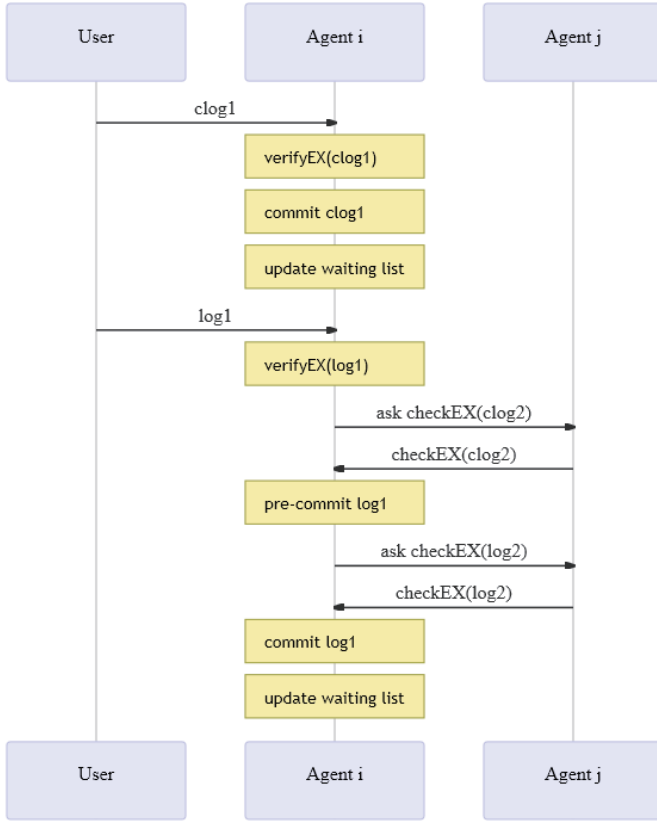 User
Agent i
Agent j
clog1
verifyEX(clog1)
commit clog1
update waiting list
log1
verifyEX(log1)
ask checkEX(clog2)
checkEX(clog2)
pre-commit log1
ask checkEX(log2)
checkEX(log2)
commit log1
update waiting list
User
Agent i
Agent j